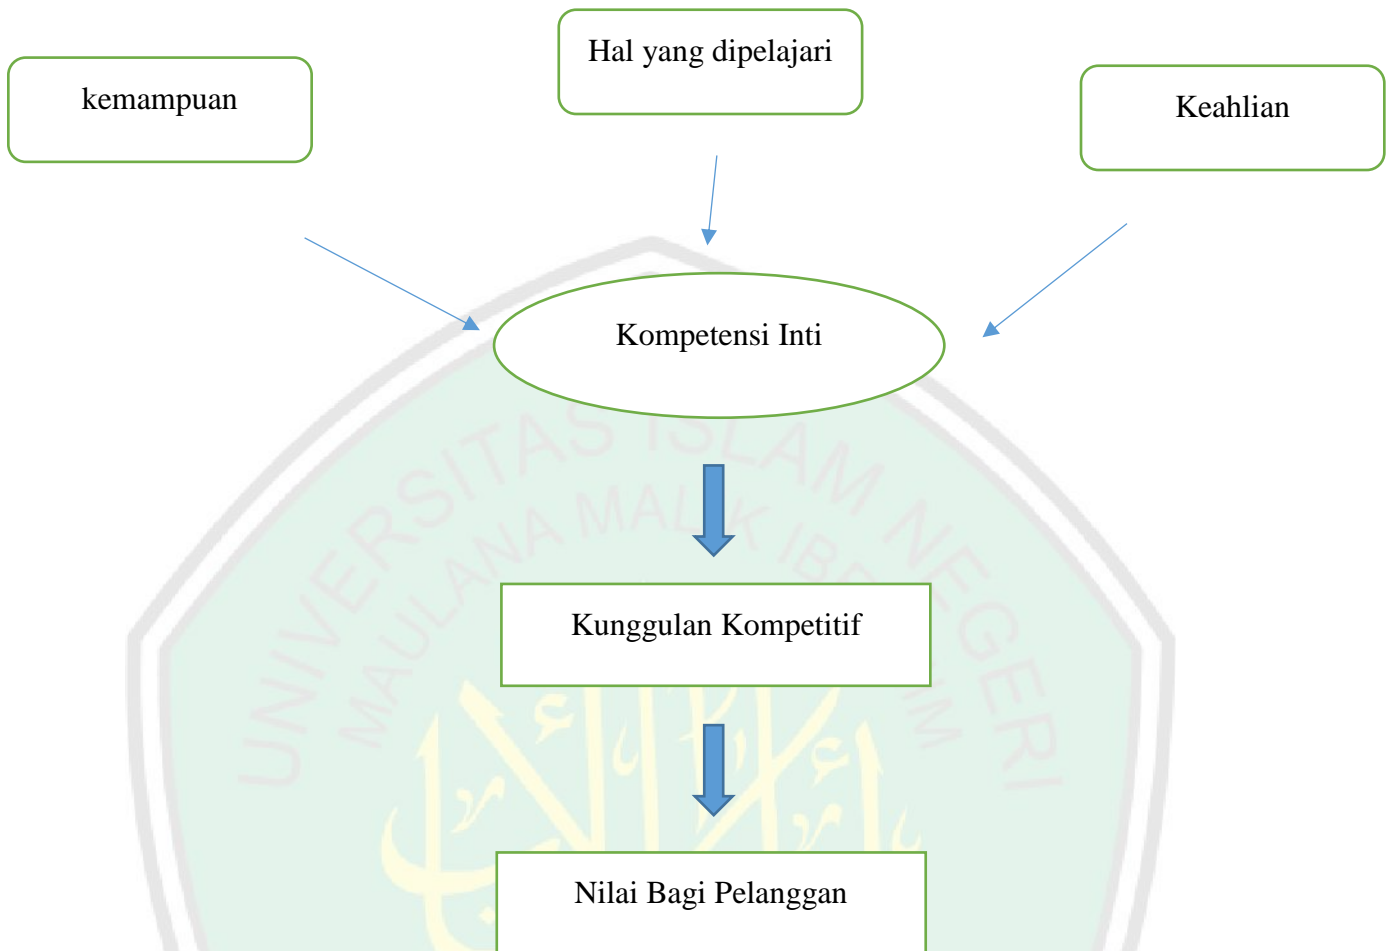 Hal yang dipelajari
kemampuan
Keahlian
Kompetensi Inti
UNIVERSITAS ISLAM NEGERI
MAULANA MALIK IBRAHIM
Kunggulan Kompetitif
Nilai Bagi Pelanggan